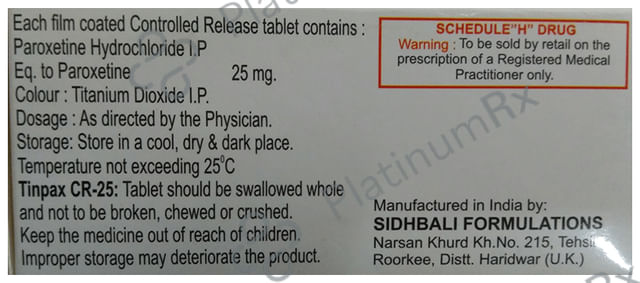 Each film coated Controlled Release tablet contains :
Paroxetine Hydrochloride I.P
Eq. to Paroxetine 25 mg.
Colour : Titanium Dioxide I.P.
Dosage : As directed by the Physician.
Storage: Store in a cool, dry & dark place.
Temperature not exceeding 25°C
Tinpax CR-25: Tablet should be swallowed whole
and not to be broken, chewed or crushed.
Keep the medicine out of reach of children.
Improper storage may deteriorate the product.
SCHEDULE"H" DRUG
Warning : To be sold by retail on the
prescription of a Registered Medical
Practitioner only.
Manufactured in India by:
SIDHBALI FORMULATIONS
Narsan Khurd Kh.No. 215, Tehsil
Roorkee, Distt. Haridwar (U.K.)
PlatinumRx